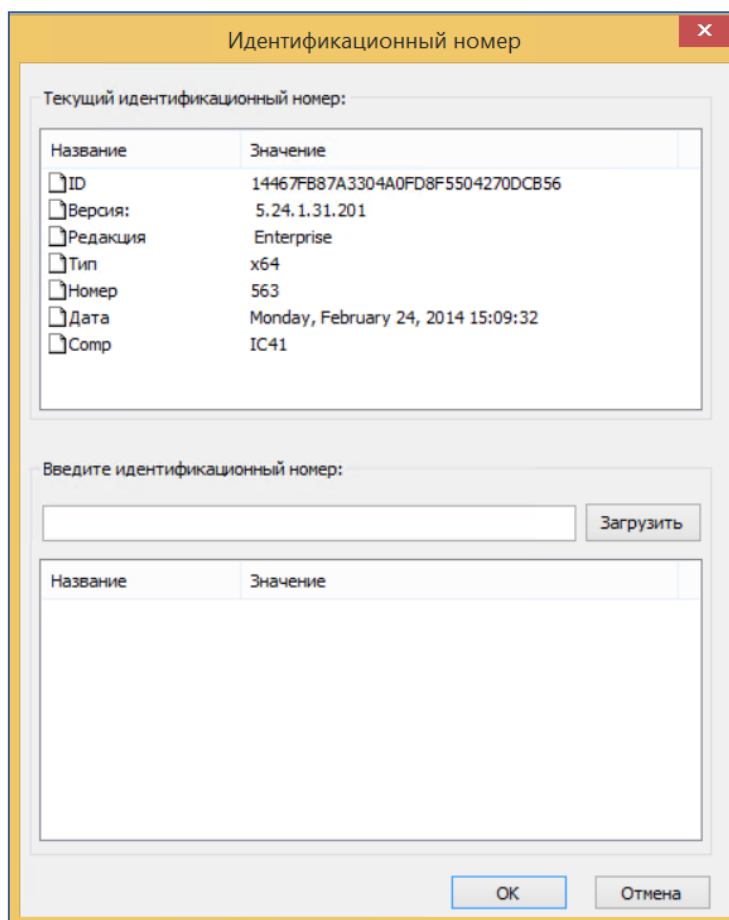 Идентификационный номер
Текущий идентификационный номер:
Название Значение
ID 14467FB87A3304A0FD8F5504270DCB56
Версия: 5.24.1.31.201
Редакция Enterprise
Тип x64
Номер 563
Дата Monday, February 24, 2014 15:09:32
Comp IC41
Введите идентификационный номер:
Загрузить
Название Значение
OK Отмена